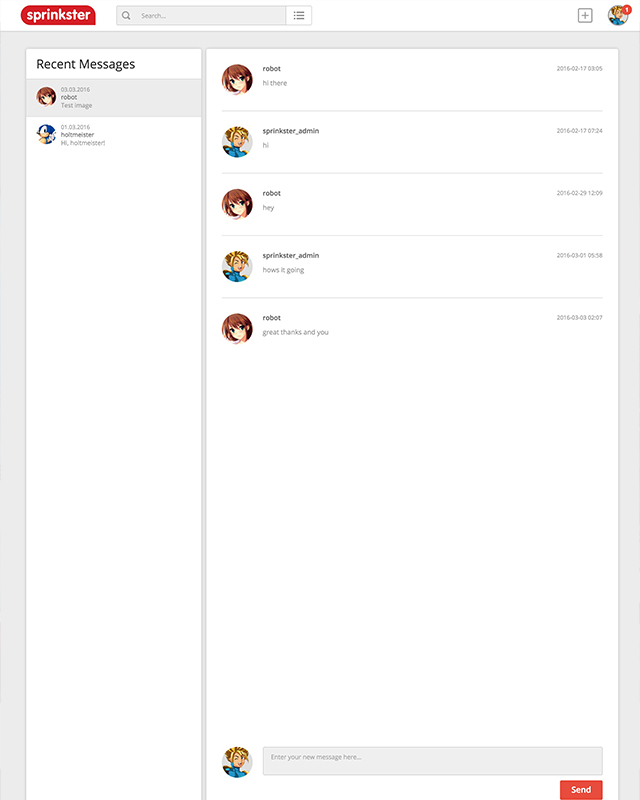 sprinkster
Search...
1
Recent Messages
03.03.2016
robot
Test image
01.03.2016
holtmeister
Hi, holtmeister!
robot
2016-02-17 03:05
hi there
sprinkster_admin
2016-02-17 07:24
hi
robot
2016-02-29 12:09
hey
sprinkster_admin
2016-03-01 05:58
hows it going
robot
2016-03-03 02:07
great thanks and you
Enter your new message here...
Send